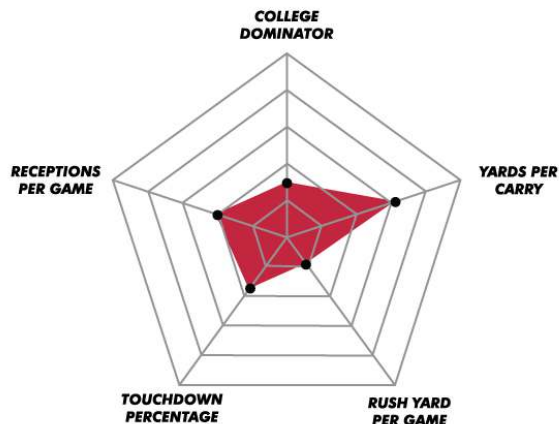 COLLEGE
DOMINATOR
RECEPTIONS
PER GAME
YARDS PER
CARRY
TOUCHDOWN
PERCENTAGE
RUSH YARD
PER GAME